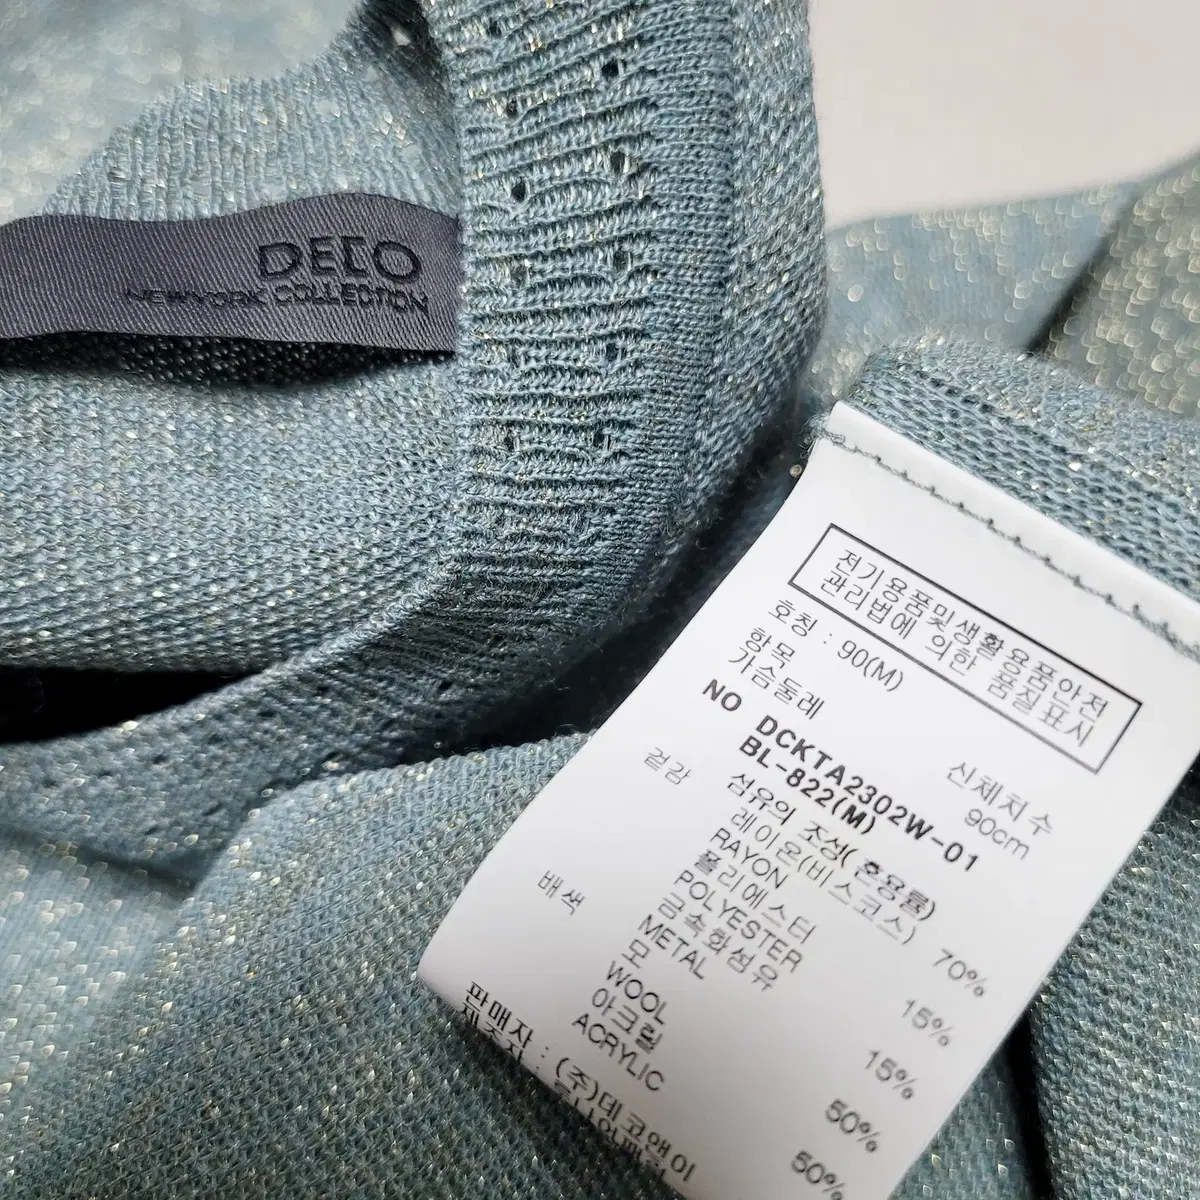 DECO
NEWYORK COLLECTION
전기용품및생활용품안전
관리법에 의한 품질표시
호칭 : 90(M)
항목 신체치수
가슴둘레 90cm
NO DCKTA2302W-01
BL-822(M)
섬유의 조성(혼용률)
겉감 레이온(비스코스) 70%
RAYON
폴리에스터 15%
POLYESTER
금속화섬유 15%
METAL
배색 모 50%
WOOL
아크릴 50%
ACRYLIC
판매자 : (주)데코앤이
제조자 :